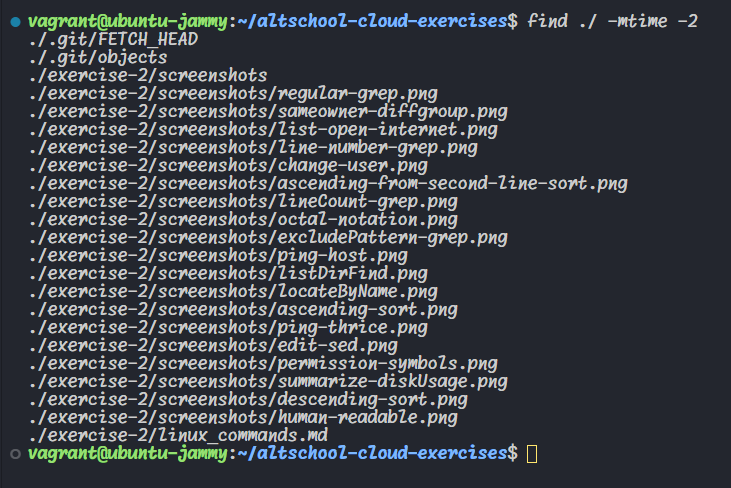 vagrant@ubuntu-jammy:~/altschool-cloud-exercises$ find ./ -mtime -2
./.git/FETCH_HEAD
./.git/objects
./exercise-2/screenshots
./exercise-2/screenshots/regular-grep.png
./exercise-2/screenshots/sameowner-diffgroup.png
./exercise-2/screenshots/list-open-internet.png
./exercise-2/screenshots/line-number-grep.png
./exercise-2/screenshots/change-user.png
./exercise-2/screenshots/ascending-from-second-line-sort.png
./exercise-2/screenshots/lineCount-grep.png
./exercise-2/screenshots/octal-notation.png
./exercise-2/screenshots/excludePattern-grep.png
./exercise-2/screenshots/ping-host.png
./exercise-2/screenshots/listDirFind.png
./exercise-2/screenshots/locateByName.png
./exercise-2/screenshots/ascending-sort.png
./exercise-2/screenshots/ping-thrice.png
./exercise-2/screenshots/edit-sed.png
./exercise-2/screenshots/permission-symbols.png
./exercise-2/screenshots/summarize-diskUsage.png
./exercise-2/screenshots/descending-sort.png
./exercise-2/screenshots/human-readable.png
./exercise-2/linux_commands.md
vagrant@ubuntu-jammy:~/altschool-cloud-exercises$